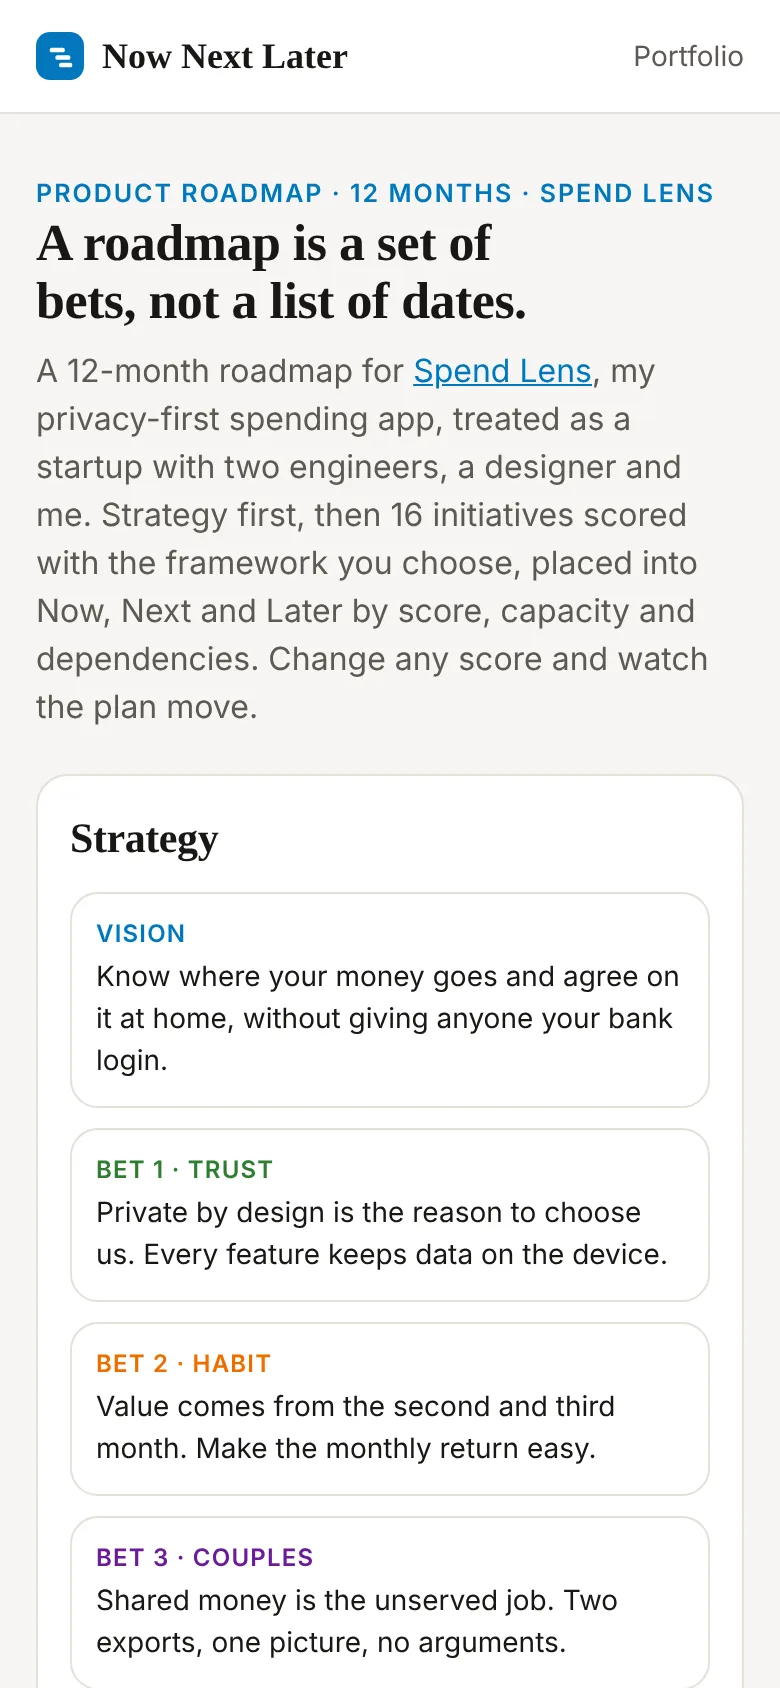 Now Next Later
Portfolio
PRODUCT ROADMAP · 12 MONTHS · SPEND LENS
A roadmap is a set of
bets, not a list of dates.
A 12-month roadmap for Spend Lens, my
privacy-first spending app, treated as a
startup with two engineers, a designer and
me. Strategy first, then 16 initiatives scored
with the framework you choose, placed into
Now, Next and Later by score, capacity and
dependencies. Change any score and watch
the plan move.
Strategy
VISION
Know where your money goes and agree on
it at home, without giving anyone your bank
login.
BET 1 · TRUST
Private by design is the reason to choose
us. Every feature keeps data on the device.
BET 2 · HABIT
Value comes from the second and third
month. Make the monthly return easy.
BET 3 · COUPLES
Shared money is the unserved job. Two
exports, one picture, no arguments.